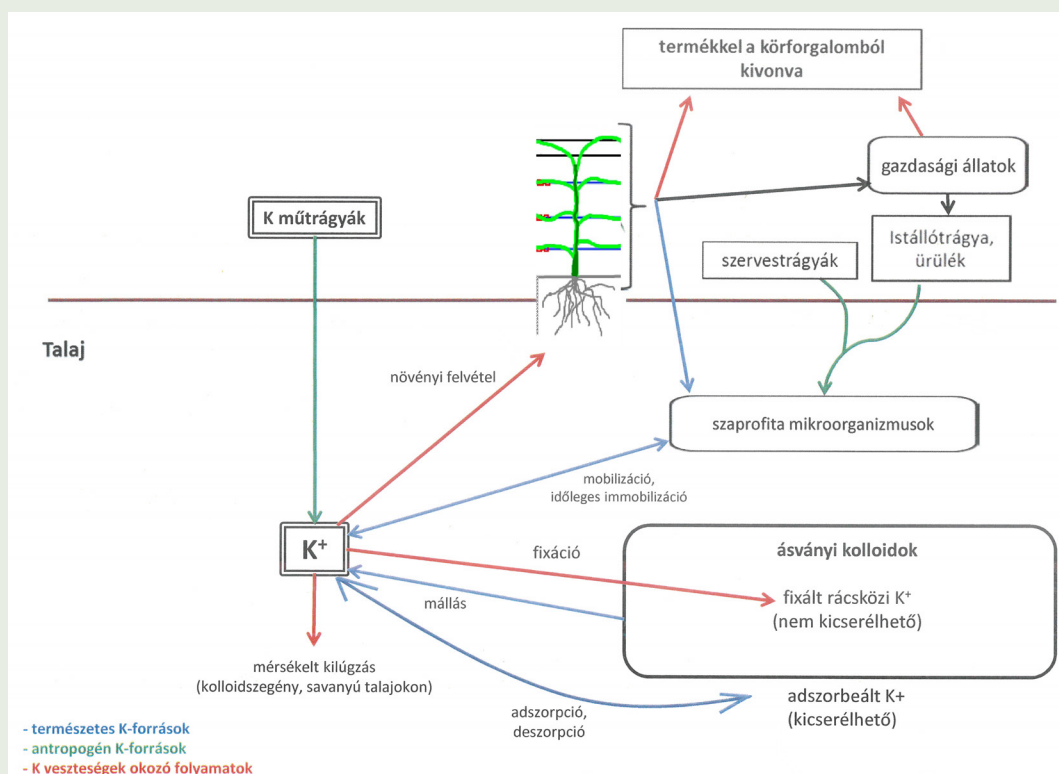 termékkel a körforgalomból
kivonva
gazdasági állatok
K műtrágyák
Istállótrágya,
ürülék
szervestrágyák
Talaj
növényi felvétel
szaprofita mikroorganizmusok
mobilizáció,
időleges immobilizáció
K⁺
fixáció
ásványi kolloidok
mállás
fixált rácsközi K⁺
(nem kicserélhető)
mérsékelt kilúgzás
(kolloidszegény, savanyú talajokon)
adszorpció,
deszorpció
adszorbeált K+
(kicserélhető)
- természetes K-források
- antropogén K-források
- K veszteségek okozó folyamatok